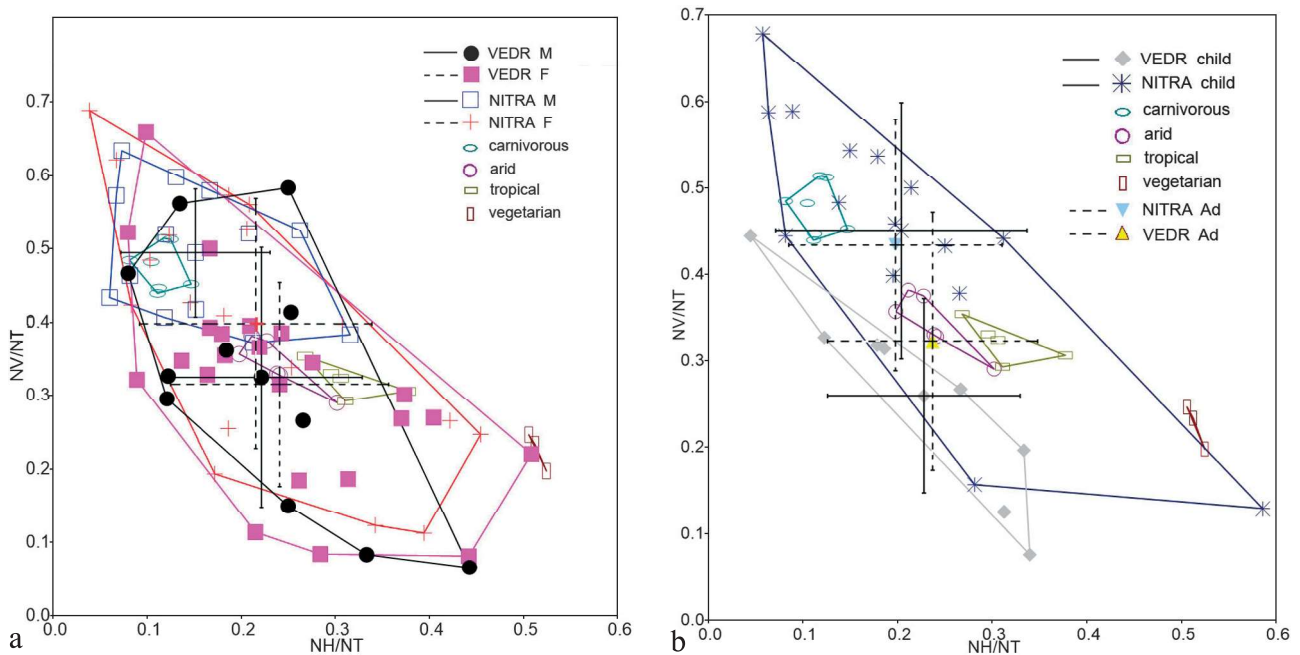 VEDR M
VEDR F
NITRA M
NITRA F
carnivorous
arid
tropical
vegetarian
0.7
0.6
0.5
0.4
0.3
0.2
0.1
0.0
NV/NT
0.0 0.1 0.2 0.3 0.4 0.5 0.6
NH/NT
a
VEDR child
NITRA child
carnivorous
arid
tropical
vegetarian
NITRA Ad
VEDR Ad
0.7
0.6
0.5
0.4
0.3
0.2
0.1
0.0
NV/NT
0.0 0.1 0.2 0.3 0.4 0.5 0.6
NH/NT
b